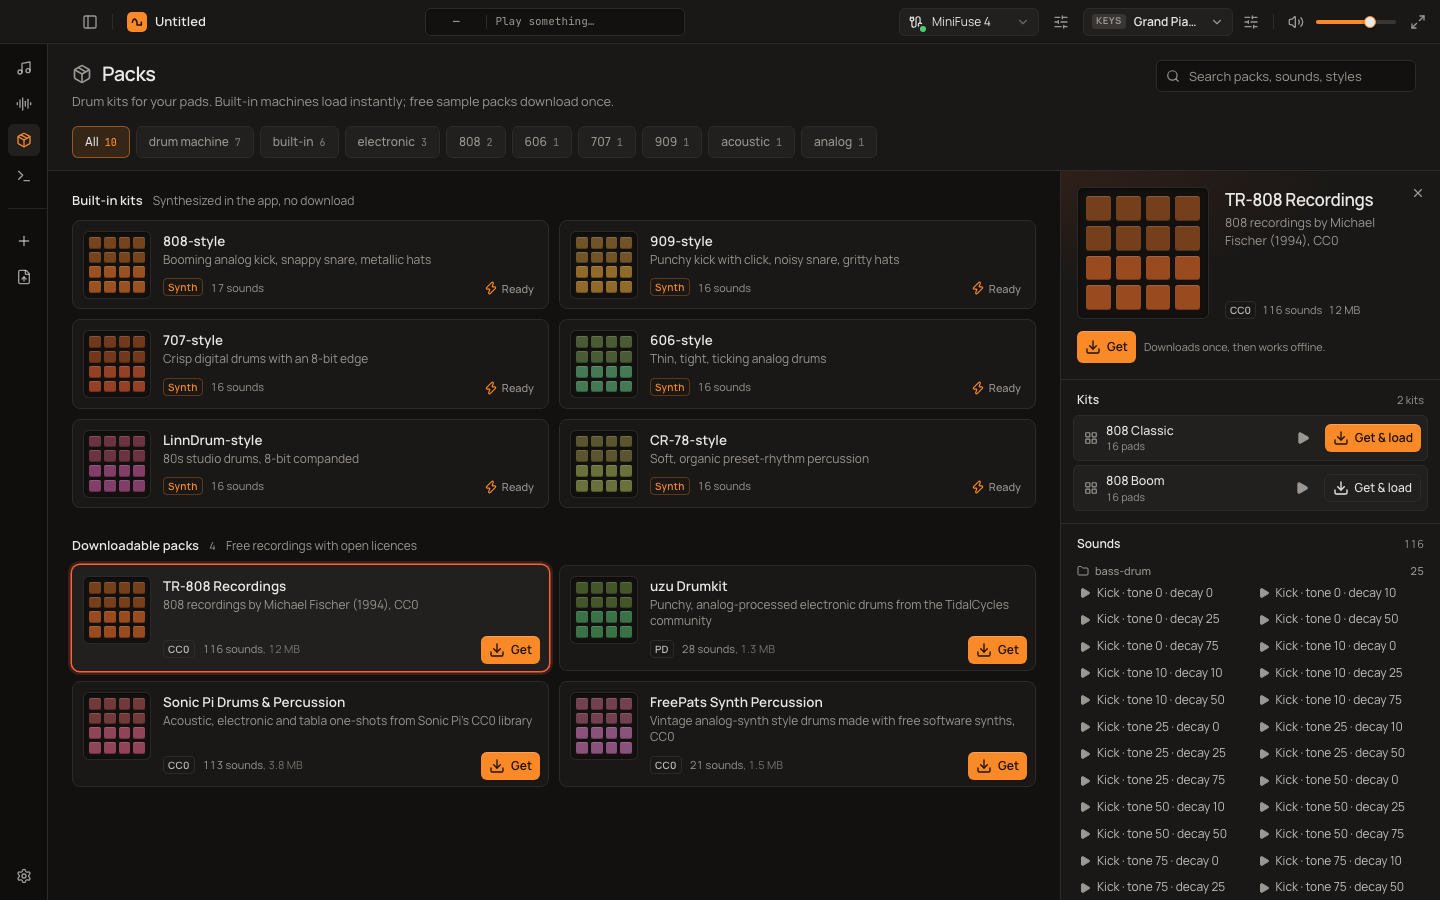 Untitled
– Play something…
MiniFuse 4
KEYS Grand Pia...
Packs
Drum kits for your pads. Built-in machines load instantly; free sample packs download once.
Search packs, sounds, styles
All 10
drum machine 7
built-in 6
electronic 3
808 2
606 1
707 1
909 1
acoustic 1
analog 1
Built-in kits Synthesized in the app, no download
808-style
Booming analog kick, snappy snare, metallic hats
Synth 17 sounds
Ready
909-style
Punchy kick with click, noisy snare, gritty hats
Synth 16 sounds
Ready
707-style
Crisp digital drums with an 8-bit edge
Synth 16 sounds
Ready
606-style
Thin, tight, ticking analog drums
Synth 16 sounds
Ready
LinnDrum-style
80s studio drums, 8-bit companded
Synth 16 sounds
Ready
CR-78-style
Soft, organic preset-rhythm percussion
Synth 16 sounds
Ready
Downloadable packs 4 Free recordings with open licences
TR-808 Recordings
808 recordings by Michael Fischer (1994), CC0
CC0 116 sounds, 12 MB
Get
uzu Drumkit
Punchy, analog-processed electronic drums from the TidalCycles
community
PD 28 sounds, 1.3 MB
Get
Sonic Pi Drums & Percussion
Acoustic, electronic and tabla one-shots from Sonic Pi's CC0 library
CC0 113 sounds, 3.8 MB
Get
FreePats Synth Percussion
Vintage analog-synth style drums made with free software synths,
CC0
CC0 21 sounds, 1.5 MB
Get
TR-808 Recordings
808 recordings by Michael
Fischer (1994), CC0
CC0 116 sounds 12 MB
Get Downloads once, then works offline.
Kits 2 kits
808 Classic
16 pads
Get & load
808 Boom
16 pads
Get & load
Sounds 116
bass-drum 25
Kick · tone 0 · decay 0
Kick · tone 0 · decay 10
Kick · tone 0 · decay 25
Kick · tone 0 · decay 50
Kick · tone 0 · decay 75
Kick · tone 10 · decay 0
Kick · tone 10 · decay 10
Kick · tone 10 · decay 25
Kick · tone 10 · decay 50
Kick · tone 10 · decay 75
Kick · tone 25 · decay 0
Kick · tone 25 · decay 10
Kick · tone 25 · decay 25
Kick · tone 25 · decay 50
Kick · tone 25 · decay 75
Kick · tone 50 · decay 0
Kick · tone 50 · decay 10
Kick · tone 50 · decay 25
Kick · tone 50 · decay 50
Kick · tone 50 · decay 75
Kick · tone 75 · decay 0
Kick · tone 75 · decay 10
Kick · tone 75 · decay 25
Kick · tone 75 · decay 50